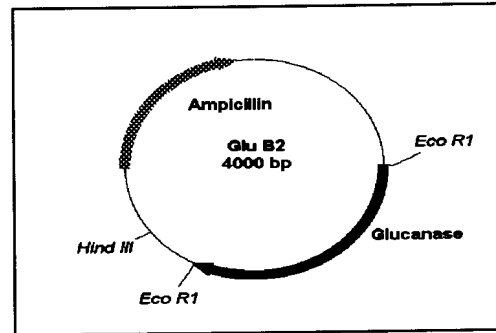 Ampicillin
Glu B2
4000 bp
Eco R1
Glucanase
Hind III
Eco R1